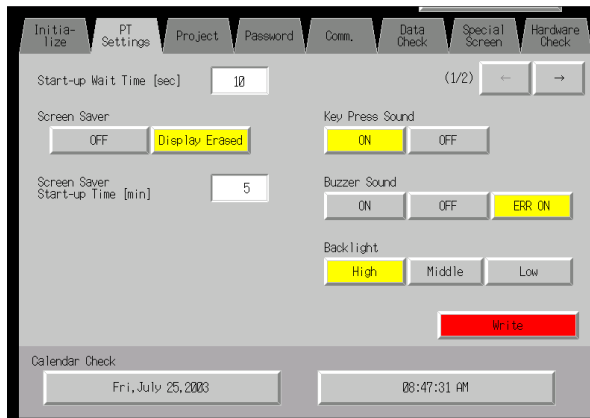 Initia-
lize
PT
Settings
Project
Password
Comm.
Data
Check
Special
Screen
Hardware
Check
Start-up Wait Time [sec]
10
(1/2)
←
→
Screen Saver
OFF
Display Erased
Key Press Sound
ON
OFF
Screen Saver
Start-up Time [min]
5
Buzzer Sound
ON
OFF
ERR ON
Backlight
High
Middle
Low
Write
Calendar Check
Fri,July 25,2003
08:47:31 AM